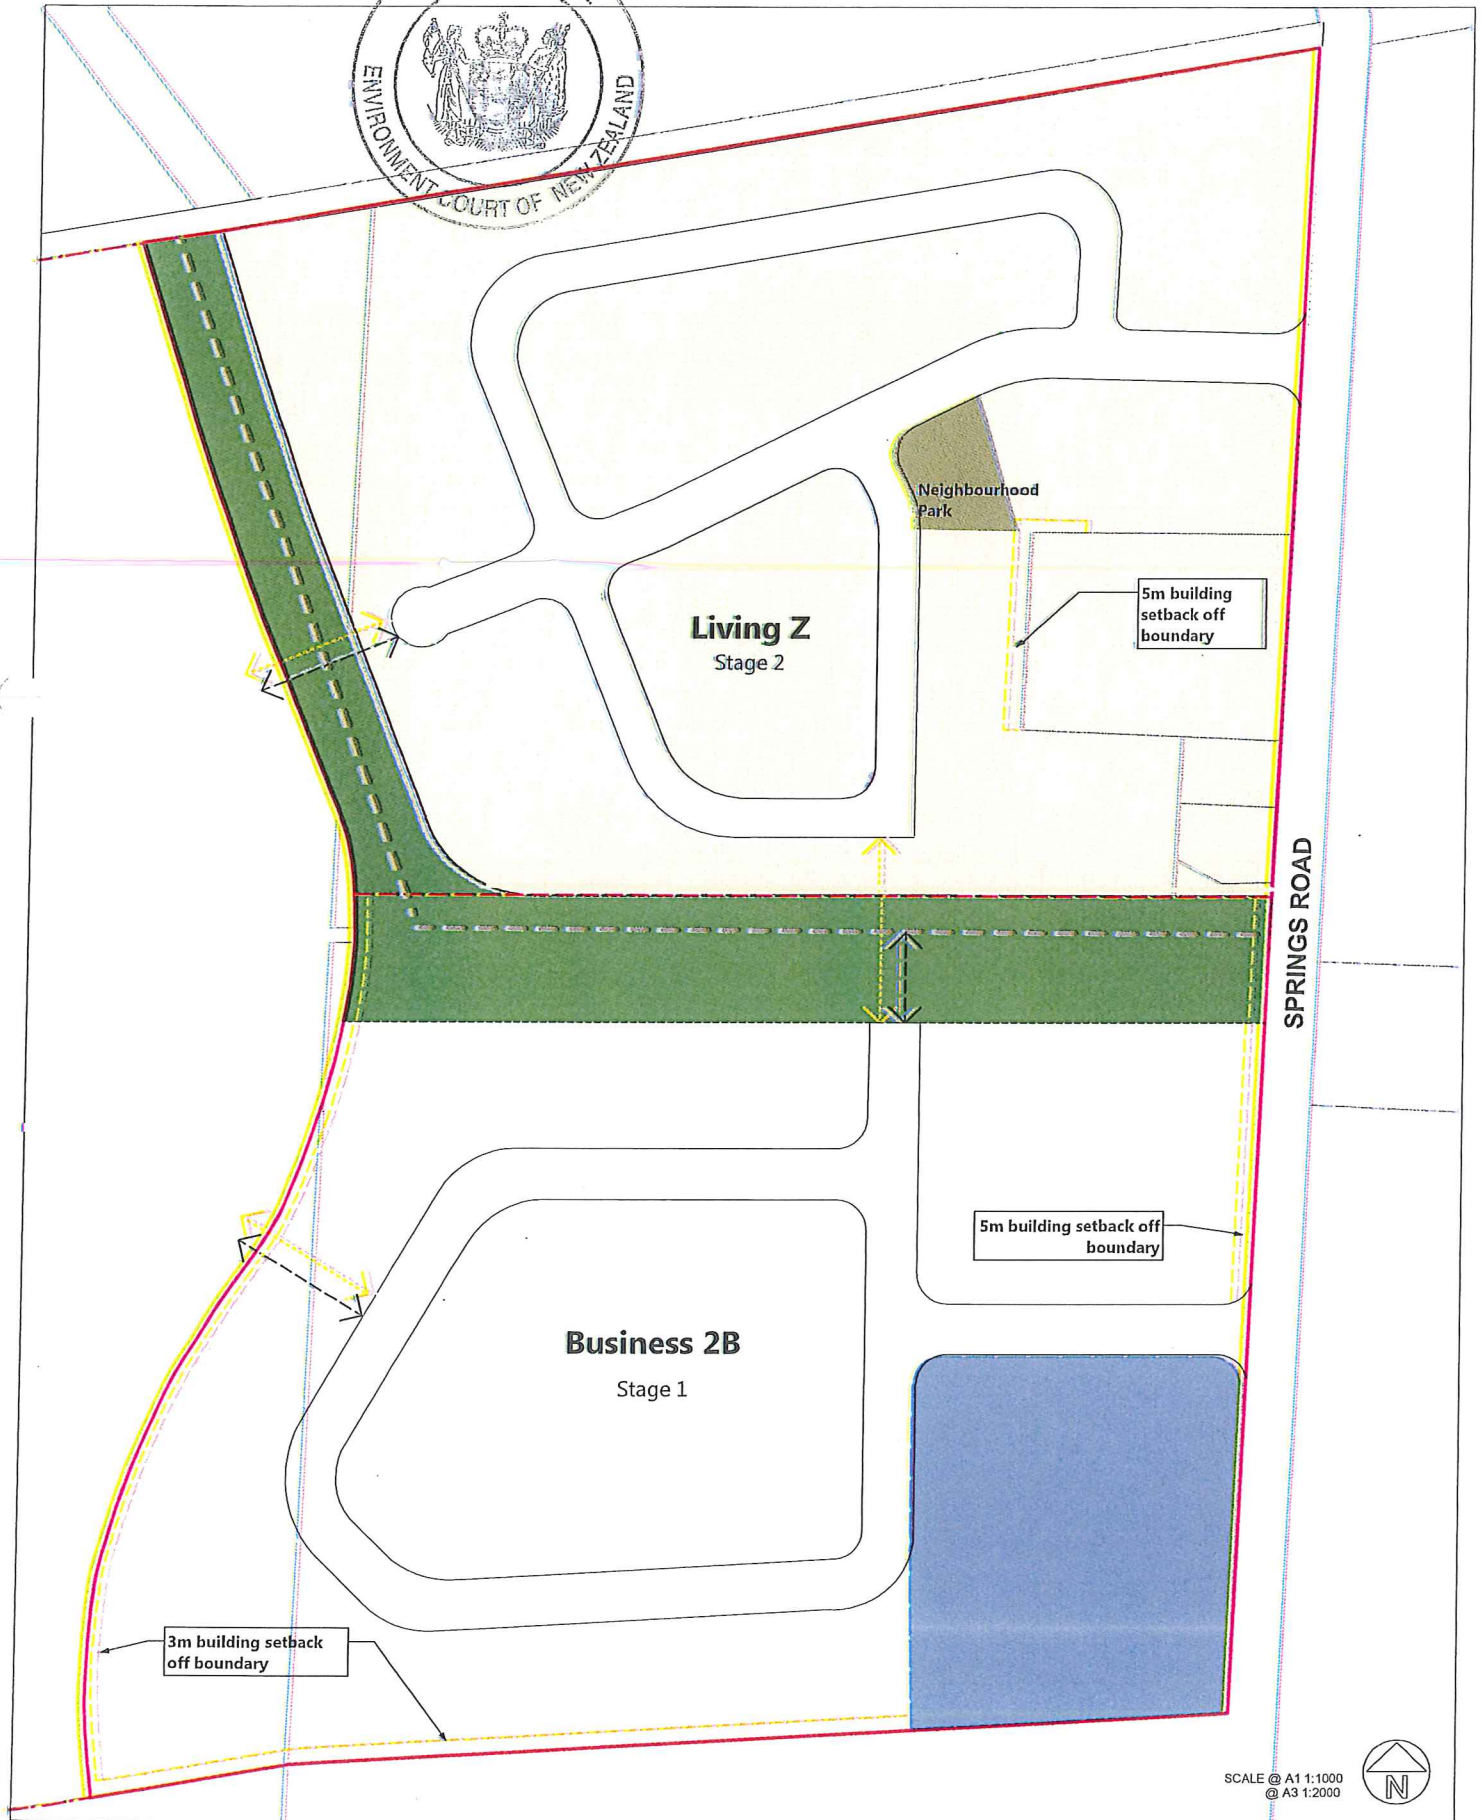 ENVIRONMENT COURT OF NEW ZEALAND
Neighbourhood
Park
5m building
setback off
boundary
Living Z
Stage 2
SPRINGS ROAD
5m building setback off
boundary
Business 2B
Stage 1
3m building setback
off boundary
SCALE @ A1 1:1000
@ A3 1:2000
N